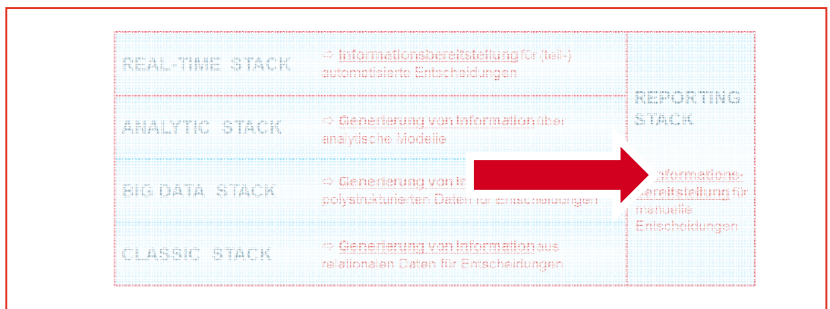 REAL-TIME STACK
⇨ Informationsbereitstellung für (teil-)
automatisierte Entscheidungen
ANALYTIC STACK
⇨ Generierung von Information über
analytische Modelle
BIG DATA STACK
⇨ Generierung von
polystrukturierten Daten für Entscheidungen
CLASSIC STACK
⇨ Generierung von Information aus
relationalen Daten für Entscheidungen
REPORTING
STACK
nformations-
bereitstellung für
manuelle
Entscheidungen